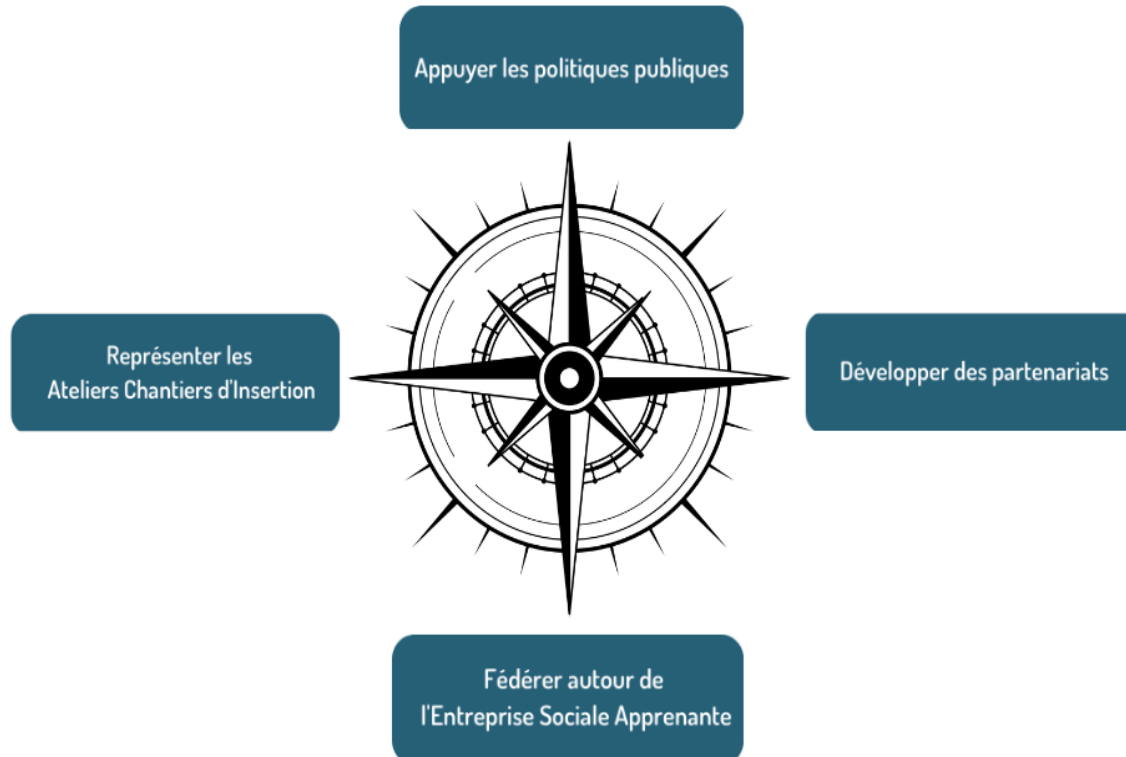 Appuyer les politiques publiques
Représenter les
Ateliers Chantiers d'Insertion
Développer des partenariats
Fédérer autour de
l'Entreprise Sociale Apprenante